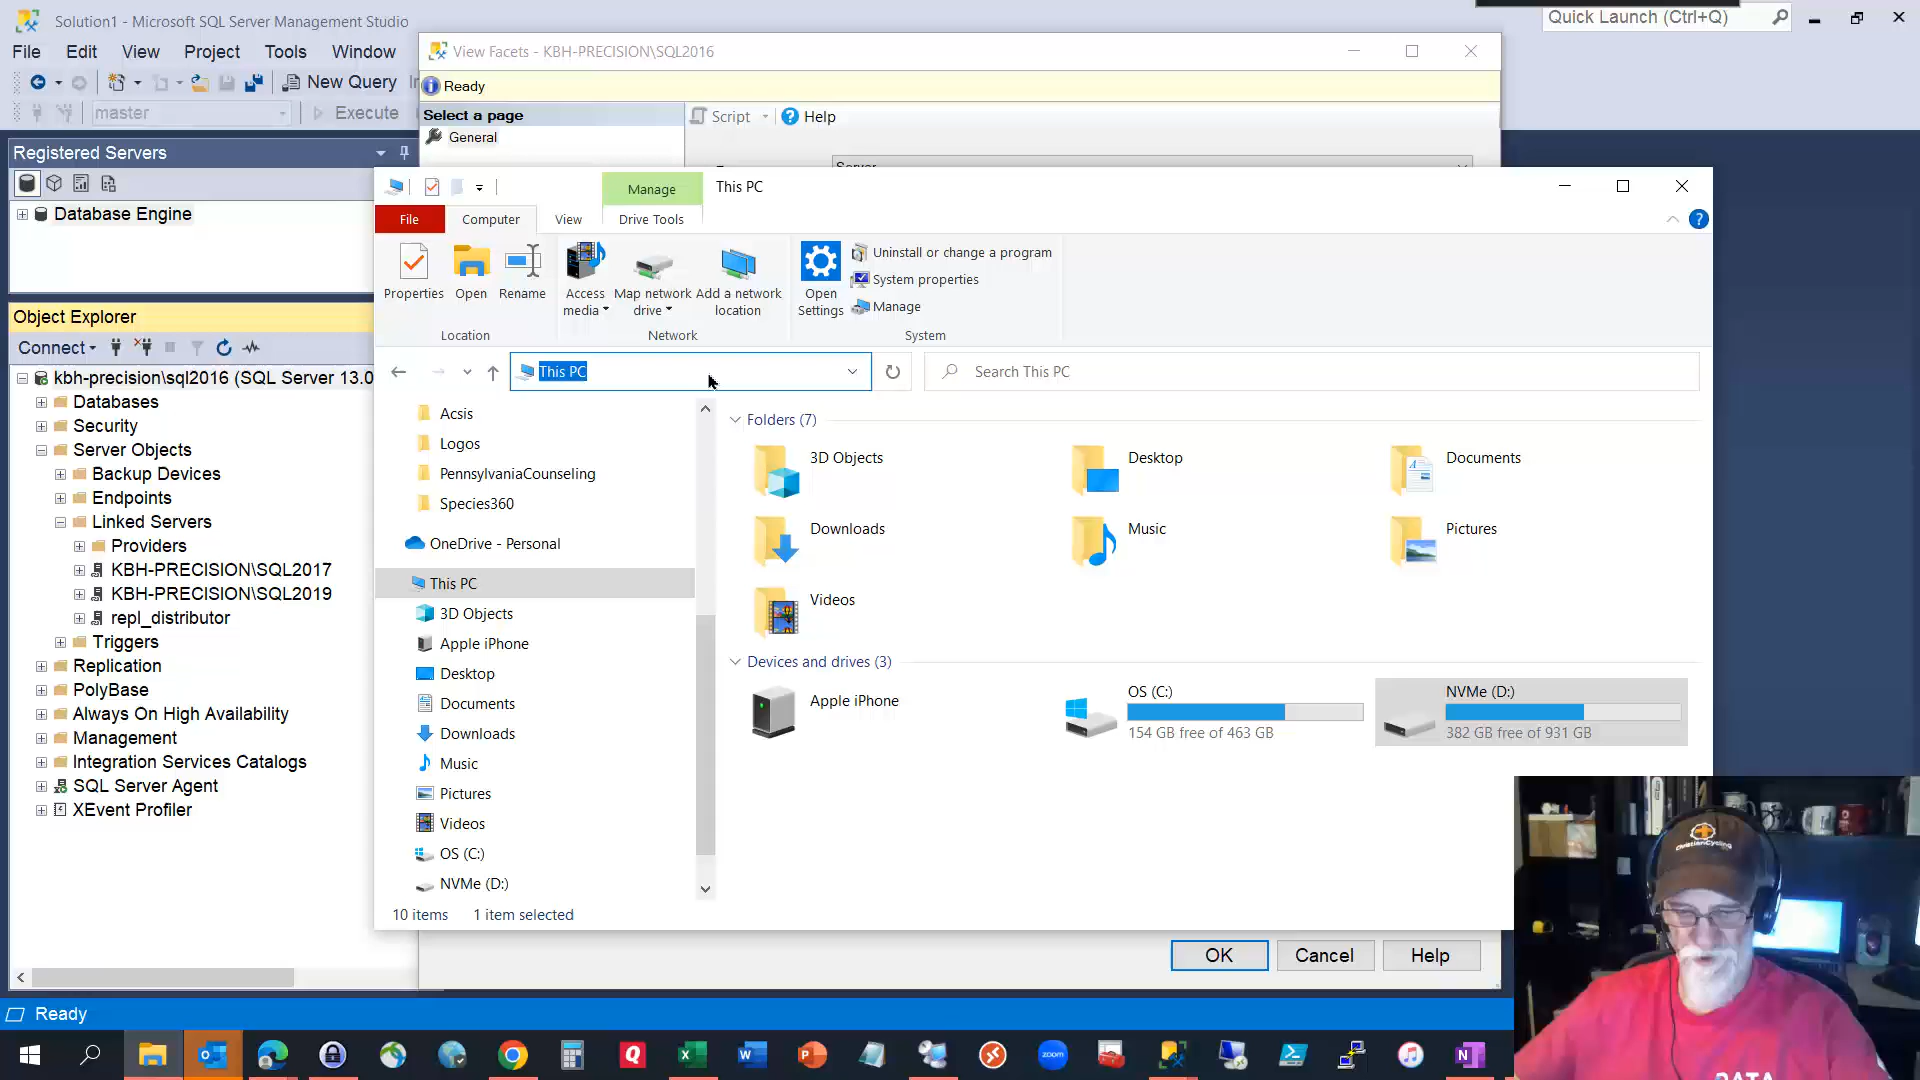 Solution1 - Microsoft SQL Server Management Studio
Quick Launch (Ctrl+Q)
File Edit View Project Tools Window
New Query
master
Execute
View Facets - KBH-PRECISION\SQL2016
Ready
Select a page
General
Script
Help
Server
Registered Servers
Database Engine
Object Explorer
Connect
kbh-precision\sql2016 (SQL Server 13.0
Databases
Security
Server Objects
Backup Devices
Endpoints
Linked Servers
Providers
KBH-PRECISION\SQL2017
KBH-PRECISION\SQL2019
repl_distributor
Triggers
Replication
PolyBase
Always On High Availability
Management
Integration Services Catalogs
SQL Server Agent
XEvent Profiler
Manage
This PC
File Computer View Drive Tools
Properties
Open
Rename
Access media
Map network drive
Add a network location
Open Settings
Uninstall or change a program
System properties
Manage
Location
Network
System
This PC
Search This PC
Acsis
Logos
PennsylvaniaCounseling
Species360
OneDrive - Personal
This PC
3D Objects
Apple iPhone
Desktop
Documents
Downloads
Music
Pictures
Videos
OS (C:)
NVMe (D:)
Folders (7)
3D Objects
Desktop
Documents
Downloads
Music
Pictures
Videos
Devices and drives (3)
Apple iPhone
OS (C:)
154 GB free of 463 GB
NVMe (D:)
382 GB free of 931 GB
10 items 1 item selected
OK
Cancel
Help
Ready
zoom